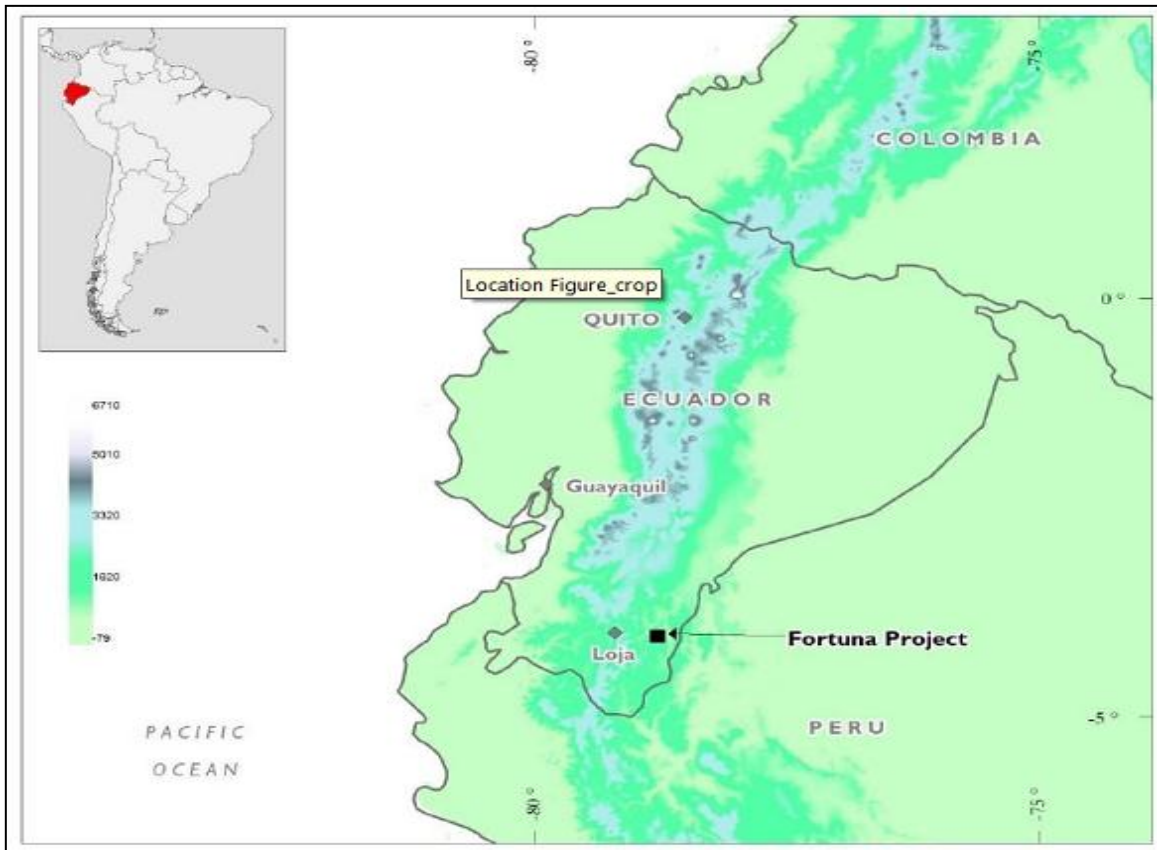 -80 °
-75 °
COLOMBIA
Location Figure_crop
0 °
QUITO
ECUADOR
6710
5010
3320
1620
-79
Guayaquil
Loja
Fortuna Project
PERU
-5 °
PACIFIC
OCEAN
-80 °
-75 °